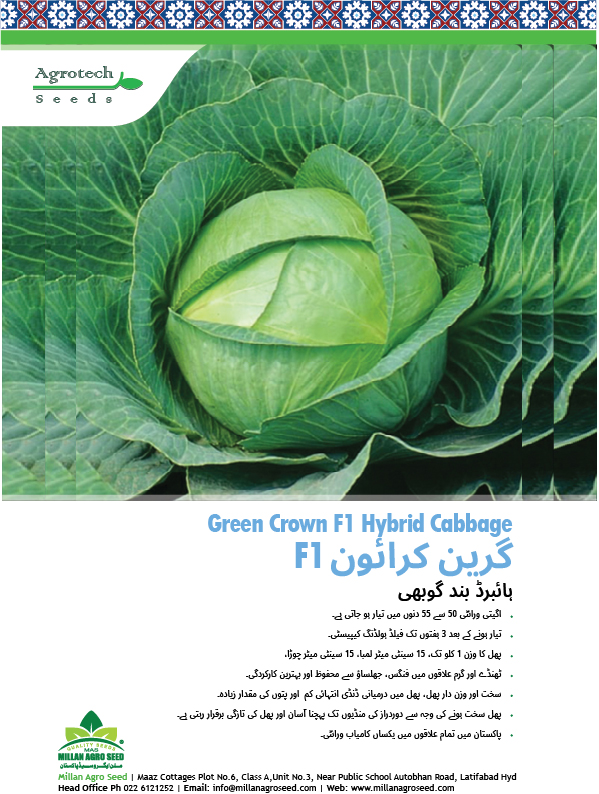 Agrotech
Seeds
Green Crown F1 Hybrid Cabbage
گرین کرائون F1
ہائبرڈ بند گوبھی
اگیتی ورائٹی 50 سے 55 دنوں میں تیار ہو جاتی ہے۔
تیار ہونے کے بعد 3 ہفتوں تک فیلڈ ہولڈنگ کیپیسٹی۔
پھل کا وزن 1 کلو تک، 15 سینٹی میٹر لمبا، 15 سینٹی میٹر چوڑا،
ٹھنڈے اور گرم علاقوں میں فنگس، جھلساؤ سے محفوظ اور بہترین کارکردگی۔
سخت اور وزن دار پھل، پھل میں درمیانی ڈنڈی انتہائی کم اور پتوں کی مقدار زیادہ۔
پھل سخت ہونے کی وجہ سے دوردراز کی منڈیوں تک پہنچنا آسان اور پھل کی تازگی برقرار رہتی ہے۔
پاکستان میں تمام علاقوں میں یکساں کامیاب ورائٹی۔
QUALITY SEEDS
MAS
MILLAN AGRO SEED
Millan Agro Seed | Maaz Cottages Plot No.6, Class A,Unit No.3, Near Public School Autobhan Road, Latifabad Hyd
Head Office Ph 022 6121252 | Email: info@millanagroseed.com | Web: www.millanagroseed.com